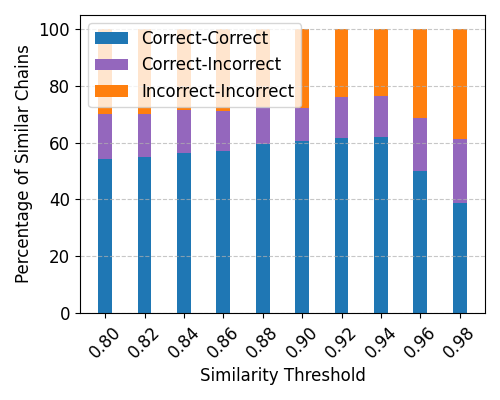 Correct-Correct
Correct-Incorrect
Incorrect-Incorrect
Percentage of Similar Chains
100
80
60
40
20
0
0.80 0.82 0.84 0.86 0.88 0.90 0.92 0.94 0.96 0.98
Similarity Threshold